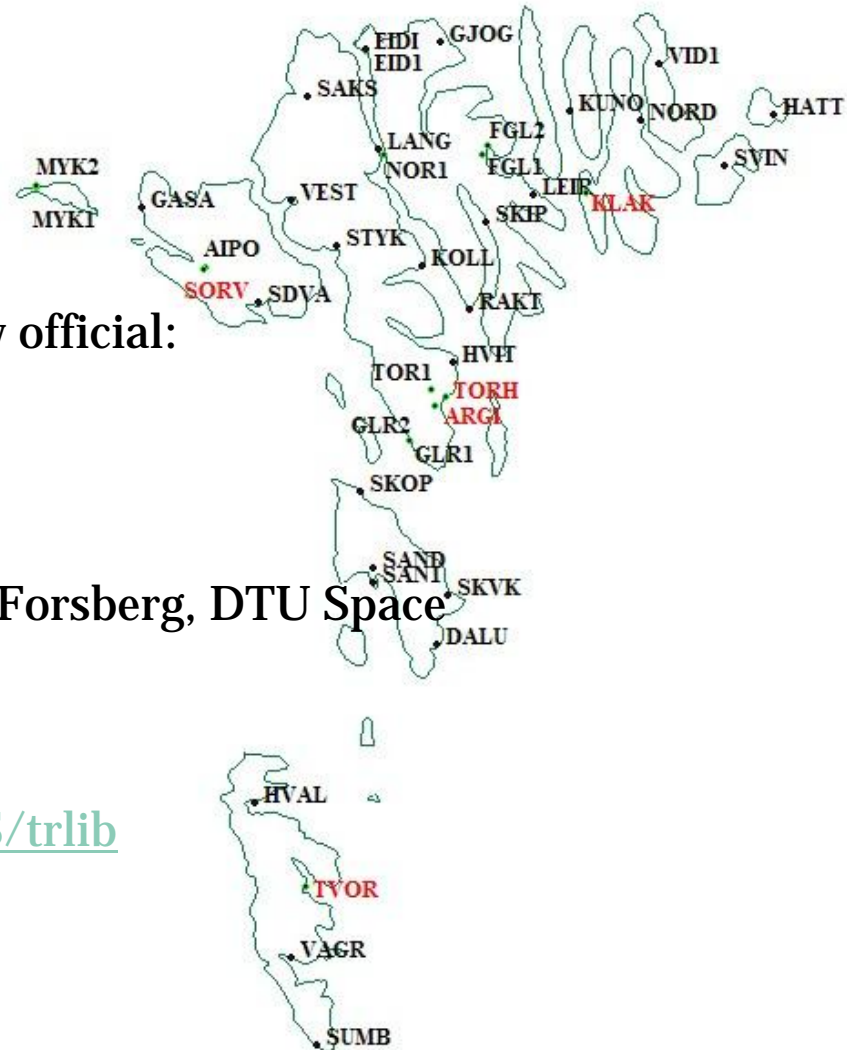 EIDI
GJOG
EID1
VID1
SAKS
KUNO
NORD
HATT
FGL2
LANG
NOR1
FGL1
SVIN
MYK2
LEIR
VEST
GASA
KLAK
MYK1
SKIP
STYK
AIPO
KOLL
SORV
SDVA
RAKT
official:
HVIT
TOR1
TORH
ARGI
GLR2
GLR1
SKOP
SAND
SAN1
SKVK
Forsberg, DTU Space
DALU
HVAL
/trlib
TVOR
VAGR
SUMB